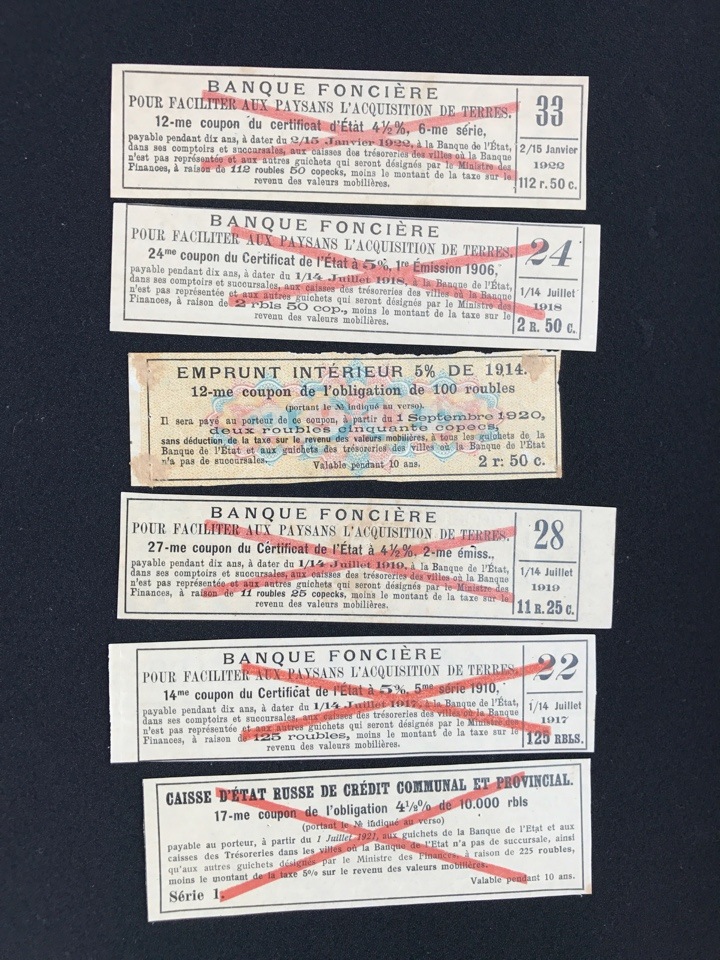 BANQUE FONCIÈRE
POUR FACILITER AUX PAYSANS L'ACQUISITION DE TERRES.
12-me coupon du certificat d'État 4½%, 6-me série,
payable pendant dix ans, à dater du 2/15 Janvier 1922, à la Banque de l'État,
dans ses comptoirs et succursales, aux caisses des trésoreries des villes où la Banque
n'est pas représentée et aux autres guichets qui seront désignés par le Ministre des
Finances, à raison de 112 roubles 50 copecks, moins le montant de la taxe sur le
revenu des valeurs mobilières.
33
2/15 Janvier
1922
112 r. 50 c.
BANQUE FONCIÈRE
POUR FACILITER AUX PAYSANS L'ACQUISITION DE TERRES.
24me coupon du Certificat de l'État à 5%, 1re Émission 1906,
payable pendant dix ans, à dater du 1/14 Juillet 1918, à la Banque de l'État,
dans ses comptoirs et succursales, aux caisses des trésoreries des villes où la Banque
n'est pas représentée et aux autres guichets qui seront désignés par le Ministre des
Finances, à raison de 2 rbls 50 cop., moins le montant de la taxe sur le
revenu des valeurs mobilières.
24
1/14 Juillet
1918
2 R. 50 c.
EMPRUNT INTÉRIEUR 5% DE 1914.
12-me coupon de l'obligation de 100 roubles
(portant le № indiqué au verso).
Il sera payé au porteur de ce coupon, à partir du 1 Septembre 1920,
deux roubles cinquante copecs,
sans déduction de la taxe sur le revenu des valeurs mobilières, à tous les guichets de la
Banque de l'État et aux guichets des trésoreries des villes où la Banque de l'État
n'a pas de succursales.
Valable pendant 10 ans.
2 r: 50 c.
BANQUE FONCIÈRE
POUR FACILITER AUX PAYSANS L'ACQUISITION DE TERRES.
27-me coupon du Certificat de l'État à 4½%, 2-me émiss.,
payable pendant dix ans, à dater du 1/14 Juillet 1919, à la Banque de l'État,
dans ses comptoirs et succursales, aux caisses des trésoreries des villes où la Banque
n'est pas représentée et aux autres guichets qui seront désignés par le Ministre des
Finances, à raison de 11 roubles 25 copecks, moins le montant de la taxe sur le
revenu des valeurs mobilières.
28
1/14 Juillet
1919
11 R. 25 c.
BANQUE FONCIÈRE
POUR FACILITER AUX PAYSANS L'ACQUISITION DE TERRES.
14me coupon du Certificat de l'État à 5%, 5me série 1910,
payable pendant dix ans, à dater du 1/14 Juillet 1917, à la Banque de l'État,
dans ses comptoirs et succursales, aux caisses des trésoreries des villes où la Banque
n'est pas représentée et aux autres guichets qui seront désignés par le Ministre des
Finances, à raison de 125 roubles, moins le montant de la taxe sur le
revenu des valeurs mobilières.
22
1/14 Juillet
1917
125 RBLS.
CAISSE D'ÉTAT RUSSE DE CRÉDIT COMMUNAL ET PROVINCIAL.
17-me coupon de l'obligation 4½% de 10.000 rbls
(portant le № indiqué au verso)
payable au porteur, à partir du 1 Juillet 1921, aux guichets de la Banque de l'État et aux
caisses des Trésoreries dans les villes où la Banque de l'État n'a pas de succursale, ainsi
qu'aux autres guichets désignés par le Ministre des Finances, à raison de 225 roubles,
moins le montant de la taxe 5% sur le revenu des valeurs mobilières.
Série 1.
Valable pendant 10 ans.